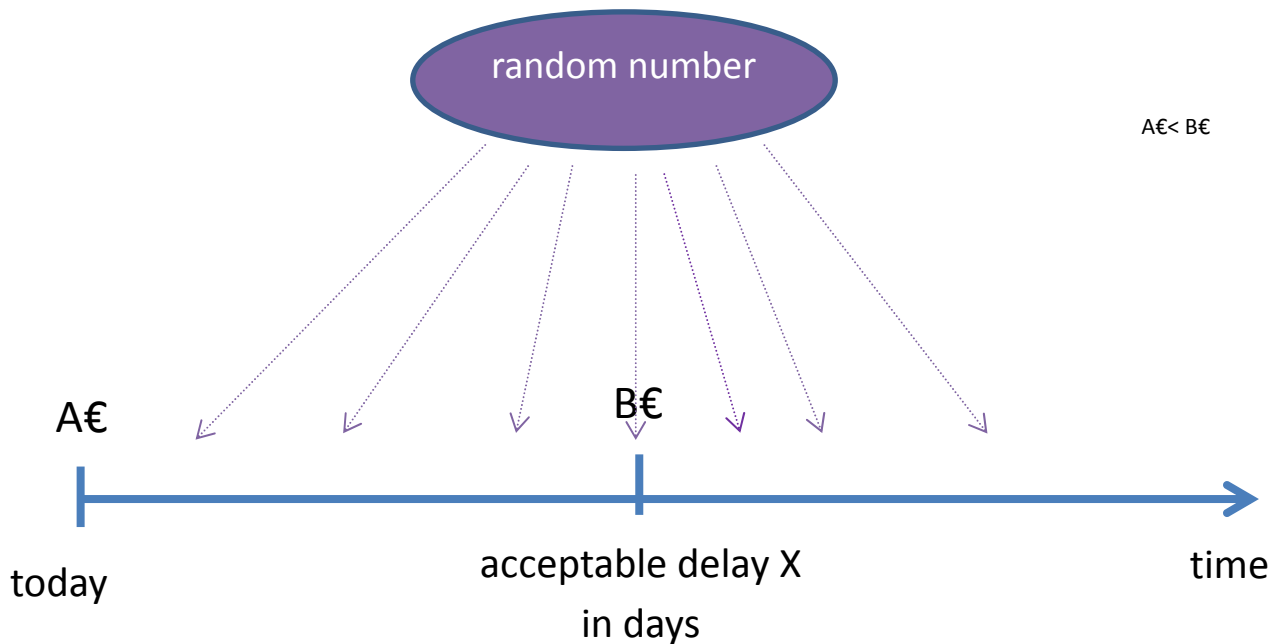 random number
A€< B€
A€
B€
today
acceptable delay X
in days
time